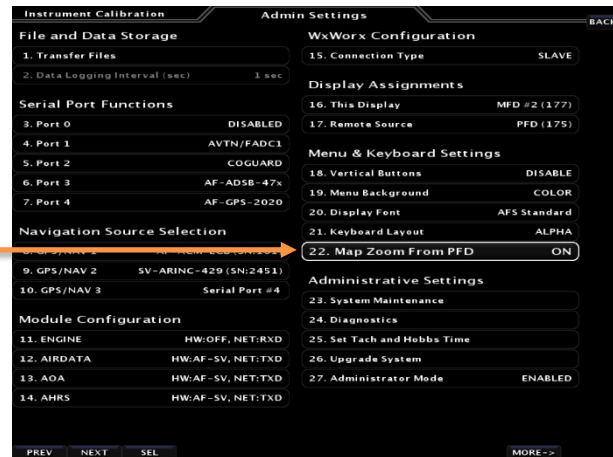 Instrument Calibration
Admin Settings
BACK
File and Data Storage
1. Transfer Files
2. Data Logging Interval (sec) 1 sec
Serial Port Functions
3. Port 0 DISABLED
4. Port 1 AVTN/FADC1
5. Port 2 COGUARD
6. Port 3 AF-ADSB-47x
7. Port 4 AF-GPS-2020
Navigation Source Selection
8. GPS/NAV 1
9. GPS/NAV 2 SV-ARINC-429 (SN:2451)
10. GPS/NAV 3 Serial Port #4
Module Configuration
11. ENGINE HW:OFF, NET:RXD
12. AIRDATA HW:AF-SV, NET:TXD
13. AOA HW:AF-SV, NET:TXD
14. AHRS HW:AF-SV, NET:TXD
WxWorx Configuration
15. Connection Type SLAVE
Display Assignments
16. This Display MFD #2 (177)
17. Remote Source PFD (175)
Menu & Keyboard Settings
18. Vertical Buttons DISABLE
19. Menu Background COLOR
20. Display Font AFS Standard
21. Keyboard Layout ALPHA
22. Map Zoom From PFD ON
Administrative Settings
23. System Maintenance
24. Diagnostics
25. Set Tach and Hobbs Time
26. Upgrade System
27. Administrator Mode ENABLED
PREV NEXT SEL MORE->